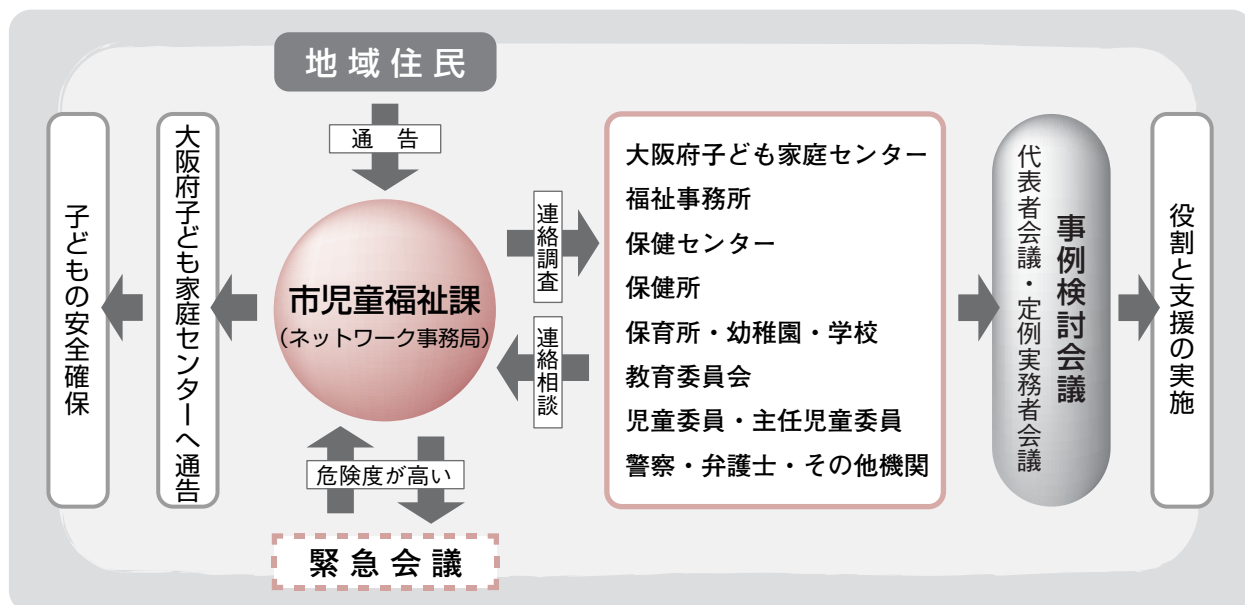 地域住民
通告
市児童福祉課
(ネットワーク事務局)
危険度が高い
緊急会議
大阪府子ども家庭センターへ通告
子どもの安全確保
連絡調査
連絡相談
大阪府子ども家庭センター
福祉事務所
保健センター
保健所
保育所・幼稚園・学校
教育委員会
児童委員・主任児童委員
警察・弁護士・その他機関
事例検討会議
代表者会議・定例実務者会議
役割と支援の実施